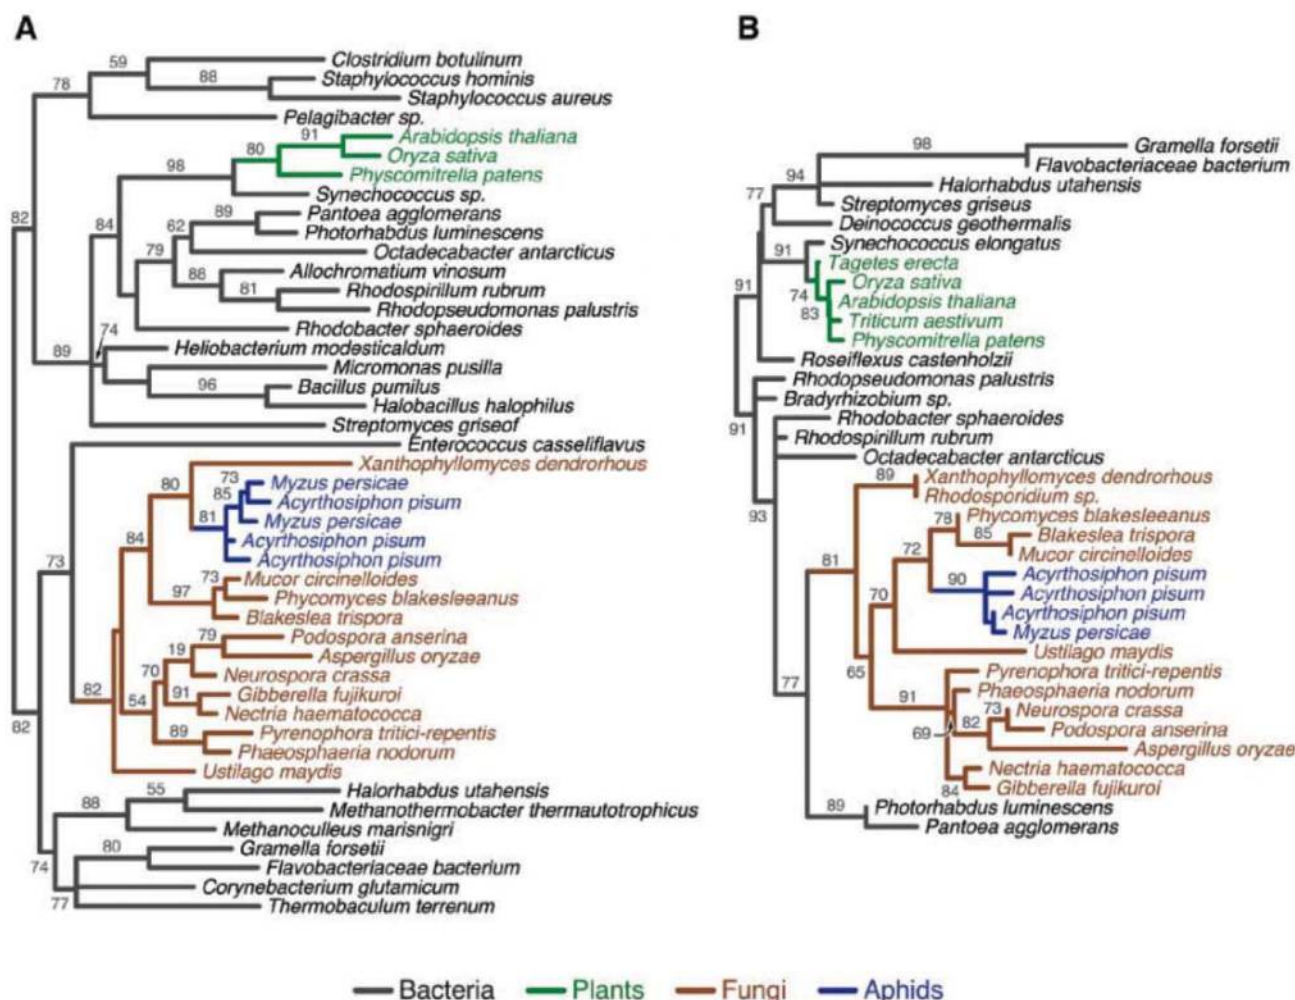 A
B
59
Clostridium botulinum
78
88
Staphylococcus hominis
Staphylococcus aureus
Pelagibacter sp.
91
Arabidopsis thaliana
80
Oryza sativa
98
Physcomitrella patens
Synechococcus sp.
82
89
Pantoea agglomerans
84
62
Photorhabdus luminescens
79
Octadecabacter antarcticus
88
Allochromatium vinosum
81
Rhodospirillum rubrum
Rhodopseudomonas palustris
74
Rhodobacter sphaeroides
89
Heliobacterium modesticaldum
Micromonas pusilla
96
Bacillus pumilus
Halobacillus halophilus
Streptomyces griseof
Enterococcus casseliflavus
Xanthophyllomyces dendrorhous
80
73
Myzus persicae
85
Acyrthosiphon pisum
81
Myzus persicae
84
Acyrthosiphon pisum
73
Acyrthosiphon pisum
73
Mucor circinelloides
97
Phycomyces blakesleeanus
Blakeslea trispora
79
Podospora anserina
19
Aspergillus oryzae
70
Neurospora crassa
82
54
91
Gibberella fujikuroi
Nectria haematococca
82
89
Pyrenophora tritici-repentis
Phaeosphaeria nodorum
Ustilago maydis
55
Halorhabdus utahensis
88
Methanothermobacter thermautotrophicus
Methanoculleus marisnigri
80
Gramella forsetii
74
Flavobacteriaceae bacterium
Corynebacterium glutamicum
77
Thermobaculum terrenum
98
Gramella forsetii
Flavobacteriaceae bacterium
94
Halorhabdus utahensis
77
Streptomyces griseus
Deinococcus geothermalis
91
Synechococcus elongatus
Tagetes erecta
91
74
Oryza sativa
83
Arabidopsis thaliana
Triticum aestivum
Physcomitrella patens
Roseiflexus castenholzii
Rhodopseudomonas palustris
Bradyrhizobium sp.
91
Rhodobacter sphaeroides
Rhodospirillum rubrum
Octadecabacter antarcticus
89
Xanthophyllomyces dendrorhous
93
Rhodosporidium sp.
78
Phycomyces blakesleeanus
85
Blakeslea trispora
72
Mucor circinelloides
81
90
Acyrthosiphon pisum
70
Acyrthosiphon pisum
Acyrthosiphon pisum
Myzus persicae
Ustilago maydis
65
Pyrenophora tritici-repentis
77
91
Phaeosphaeria nodorum
73
Neurospora crassa
69
82
Podospora anserina
Aspergillus oryzae
Nectria haematococca
84
Gibberella fujikuroi
89
Photorhabdus luminescens
Pantoea agglomerans
Bacteria Plants Fungi Aphids